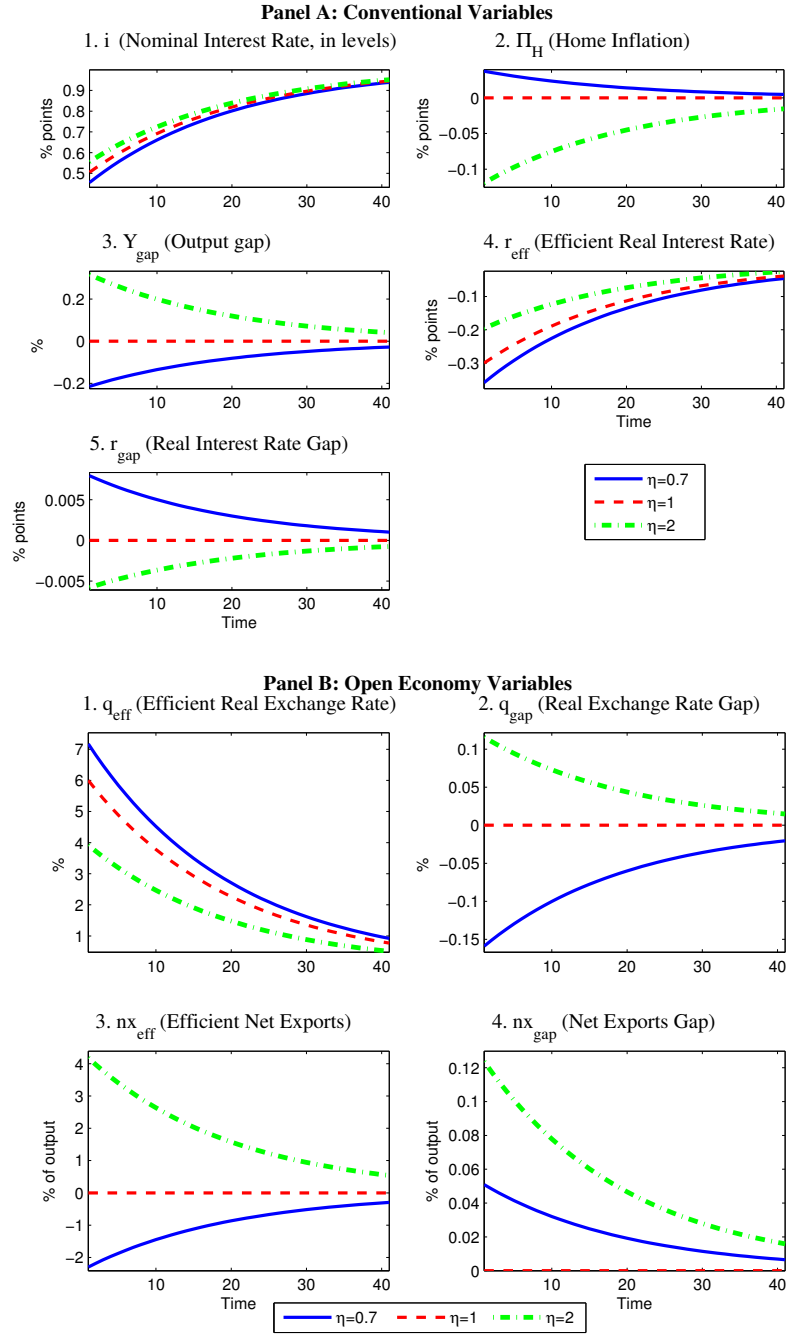 Panel A: Conventional Variables
1. i (Nominal Interest Rate, in levels)
% points
0.9
0.8
0.7
0.6
0.5
10 20 30 40
2. Π_H (Home Inflation)
% points
0
−0.05
−0.1
10 20 30 40
3. Y_gap (Output gap)
%
0.2
0
−0.2
10 20 30 40
4. r_eff (Efficient Real Interest Rate)
% points
−0.1
−0.2
−0.3
10 20 30 40
Time
5. r_gap (Real Interest Rate Gap)
% points
0.005
0
−0.005
10 20 30 40
Time
η=0.7
η=1
η=2
Panel B: Open Economy Variables
1. q_eff (Efficient Real Exchange Rate)
%
7
6
5
4
3
2
1
10 20 30 40
2. q_gap (Real Exchange Rate Gap)
%
0.1
0.05
0
−0.05
−0.1
−0.15
10 20 30 40
3. nx_eff (Efficient Net Exports)
% of output
4
3
2
1
0
−1
−2
10 20 30 40
Time
4. nx_gap (Net Exports Gap)
% of output
0.12
0.1
0.08
0.06
0.04
0.02
0
10 20 30 40
Time
η=0.7 η=1 η=2